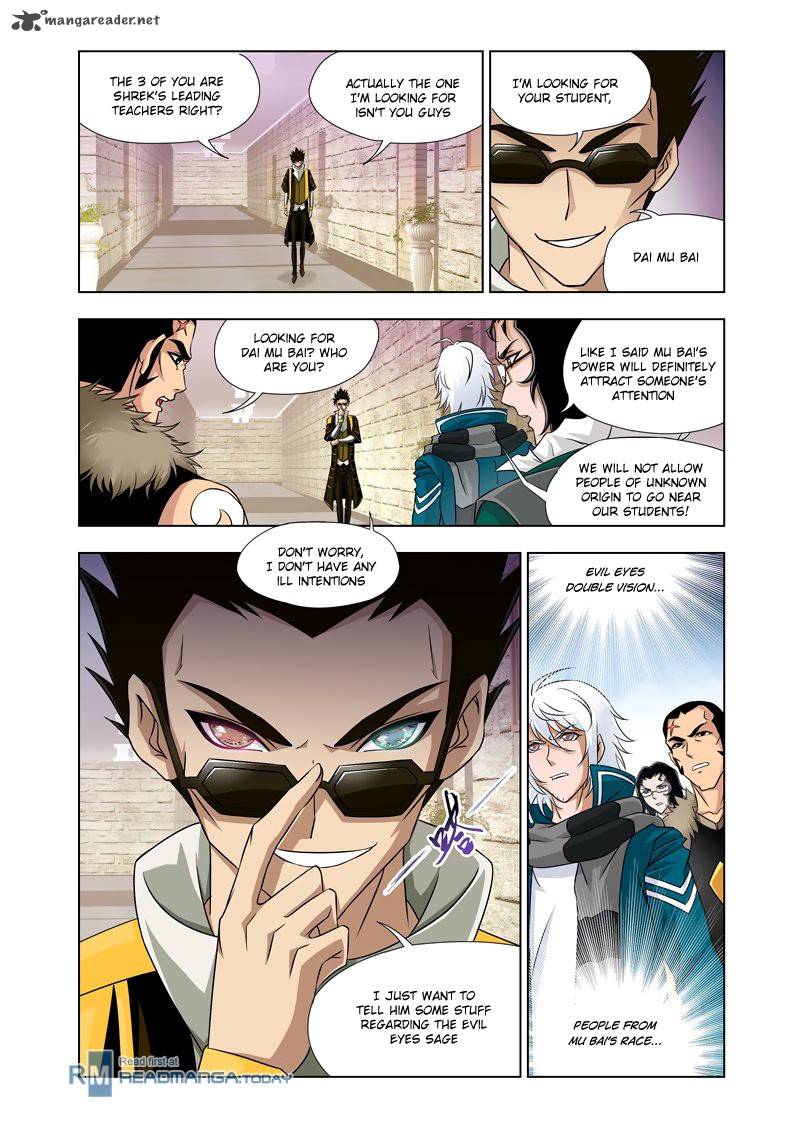 mangareader.net
THE 3 OF YOU ARE
SHREK'S LEADING
TEACHERS RIGHT?
ACTUALLY THE ONE
I'M LOOKING FOR
ISN'T YOU GUYS
I'M LOOKING FOR
YOUR STUDENT,
DAI MU BAI
LOOKING FOR
DAI MU BAI? WHO
ARE YOU?
LIKE I SAID MU BAI'S
POWER WILL DEFINITELY
ATTRACT SOMEONE'S
ATTENTION
WE WILL NOT ALLOW
PEOPLE OF UNKNOWN
ORIGIN TO GO NEAR
OUR STUDENTS!
DON'T WORRY,
I DON'T HAVE ANY
ILL INTENTIONS
I JUST WANT TO
TELL HIM SOME STUFF
REGARDING THE EVIL
EYES SAGE
EVIL EYES
DOUBLE VISION...
PEOPLE FROM
MU BAI'S RACE...
RM Read first at
READMANGA.TODAY